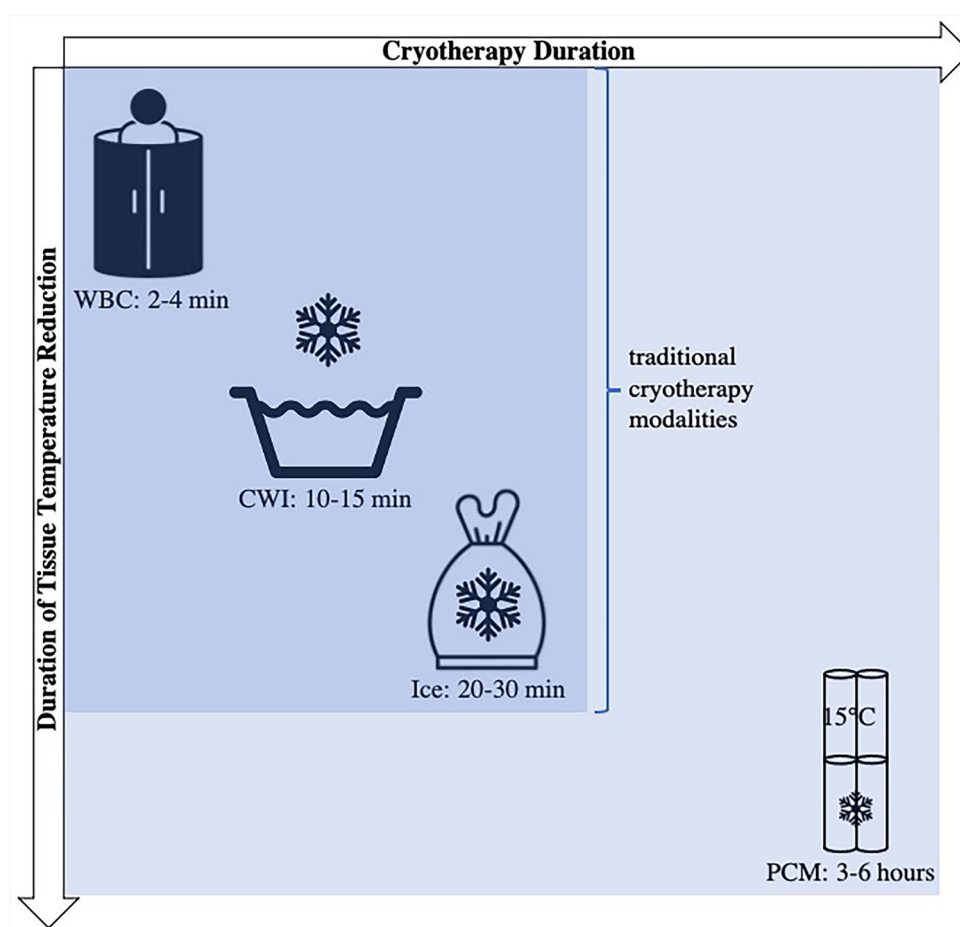 Cryotherapy Duration
Duration of Tissue Temperature Reduction
WBC: 2-4 min
CWI: 10-15 min
Ice: 20-30 min
traditional
cryotherapy
modalities
15°C
PCM: 3-6 hours